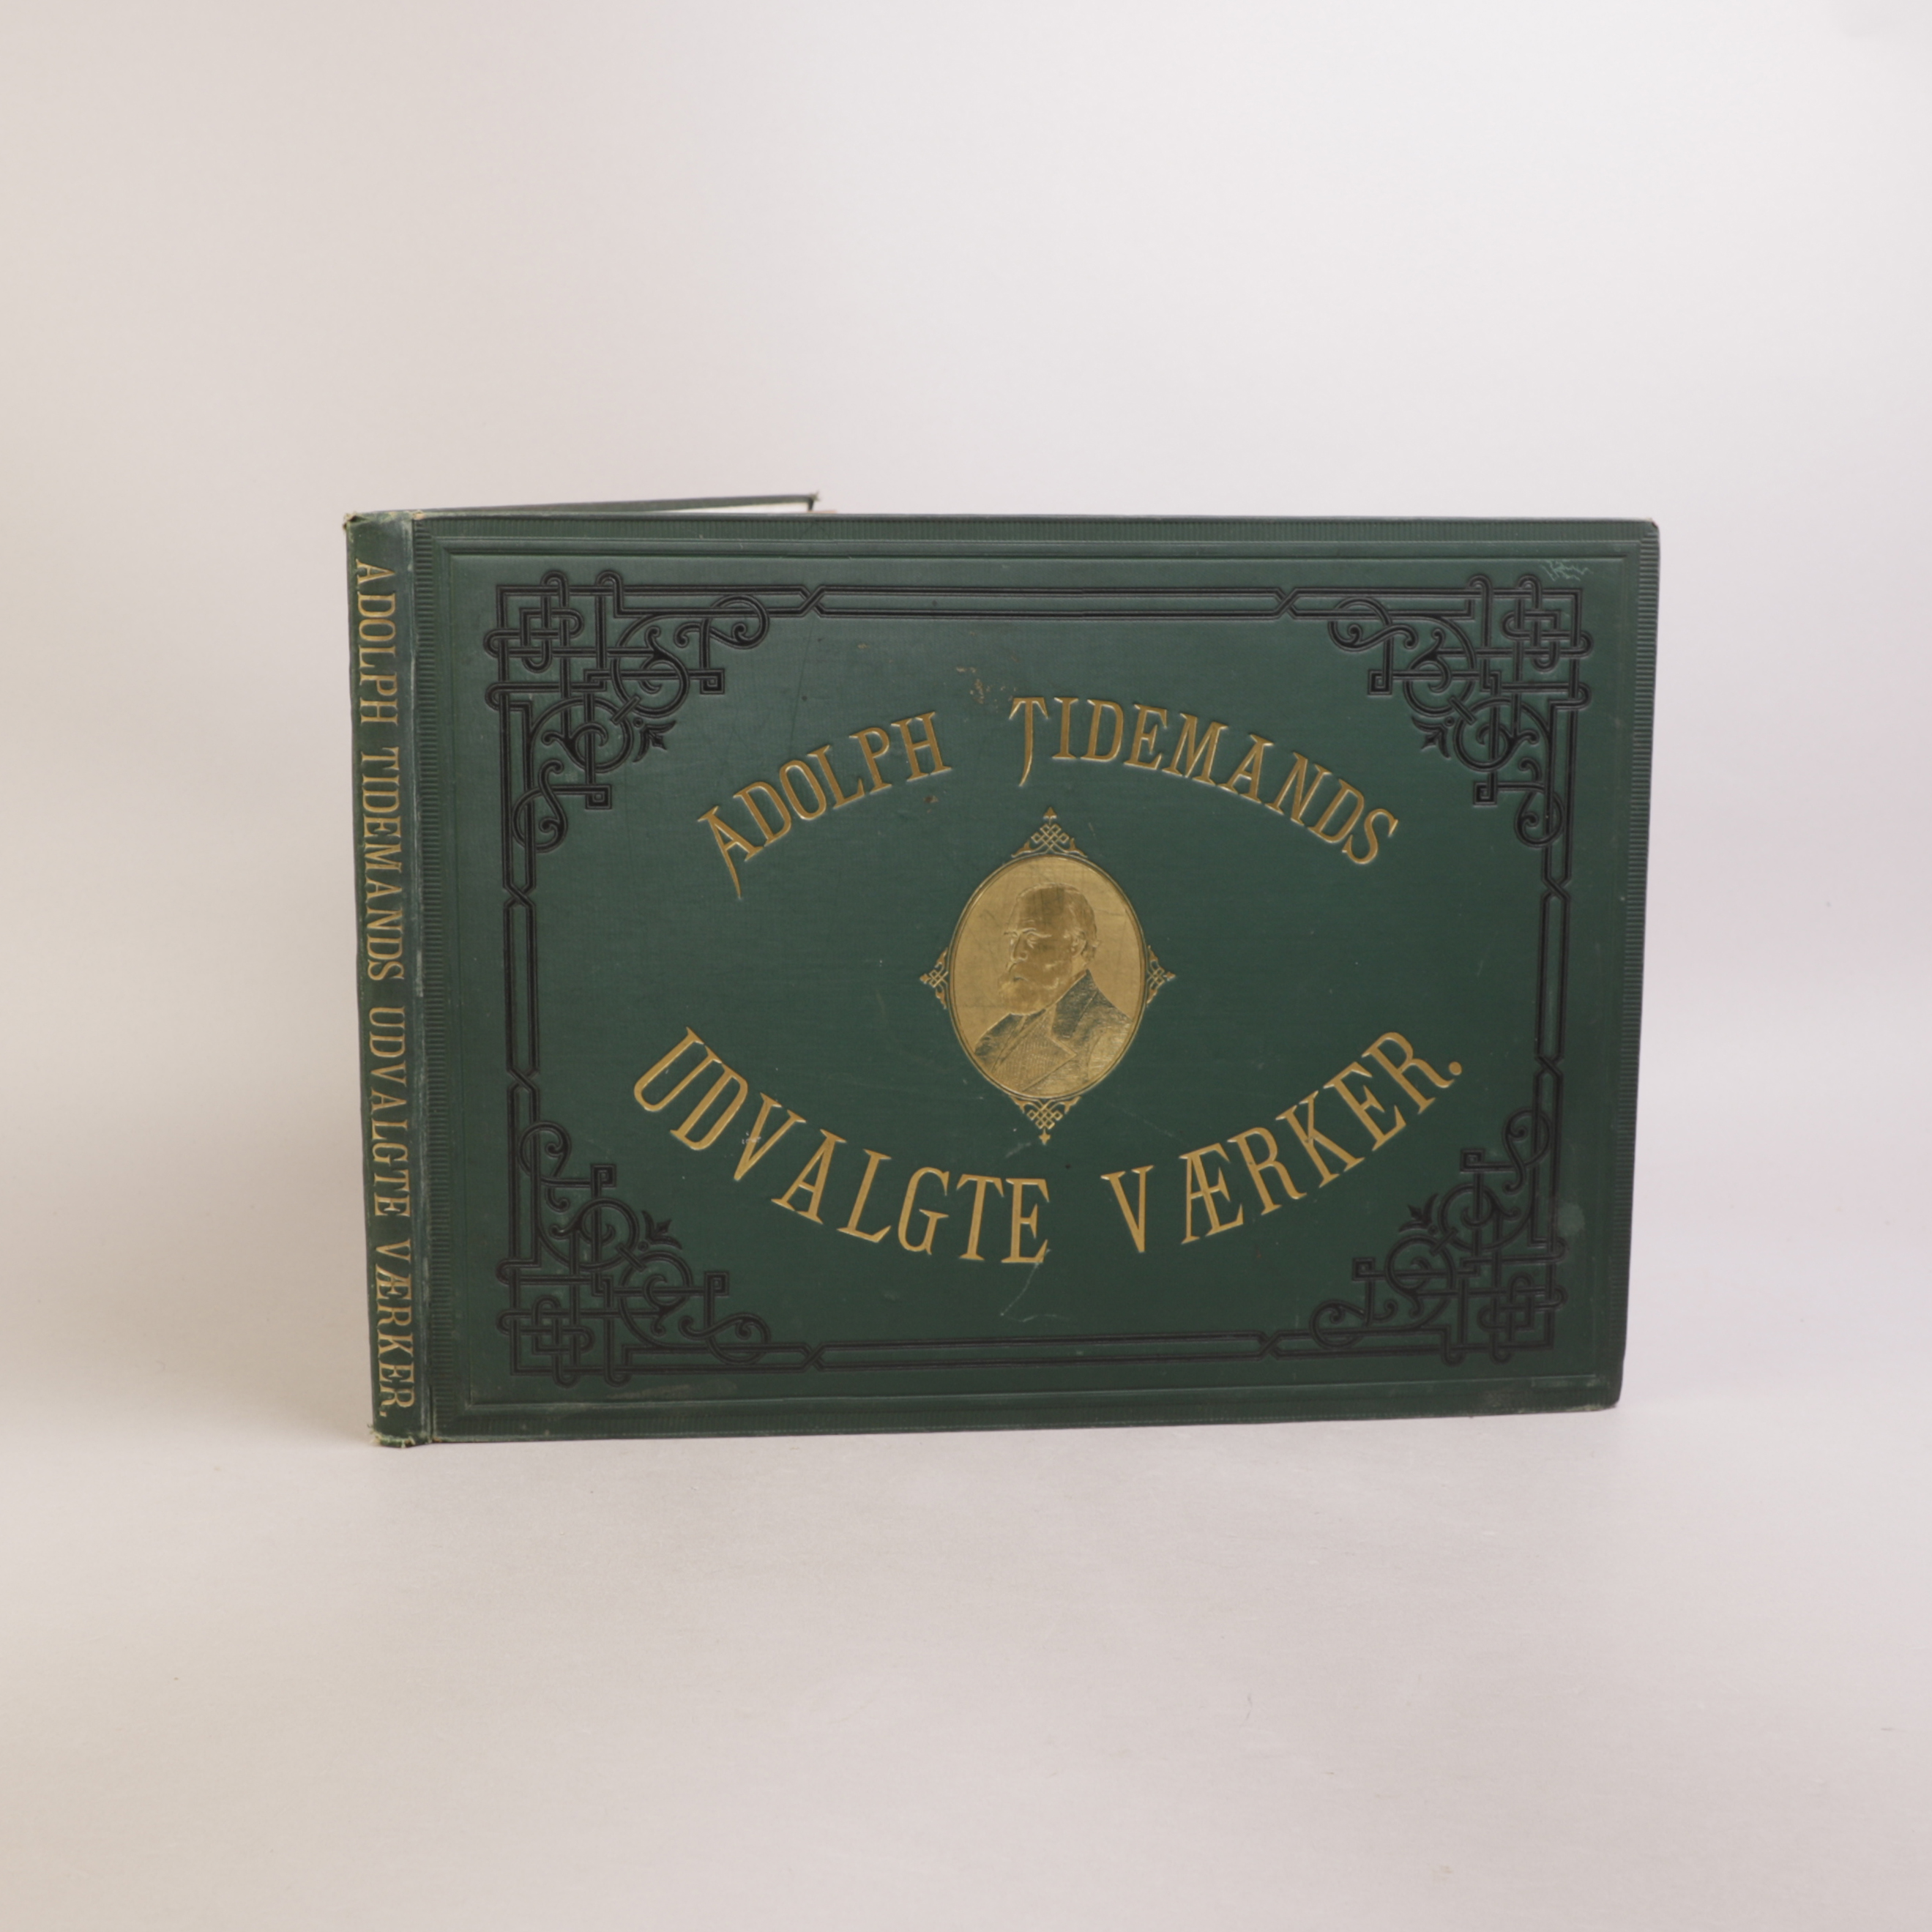 ADOLPH TIDEMANDS UDVALGTE VÆRKER.
ADOLPH TIDEMANDS
UDVALGTE VÆRKER.